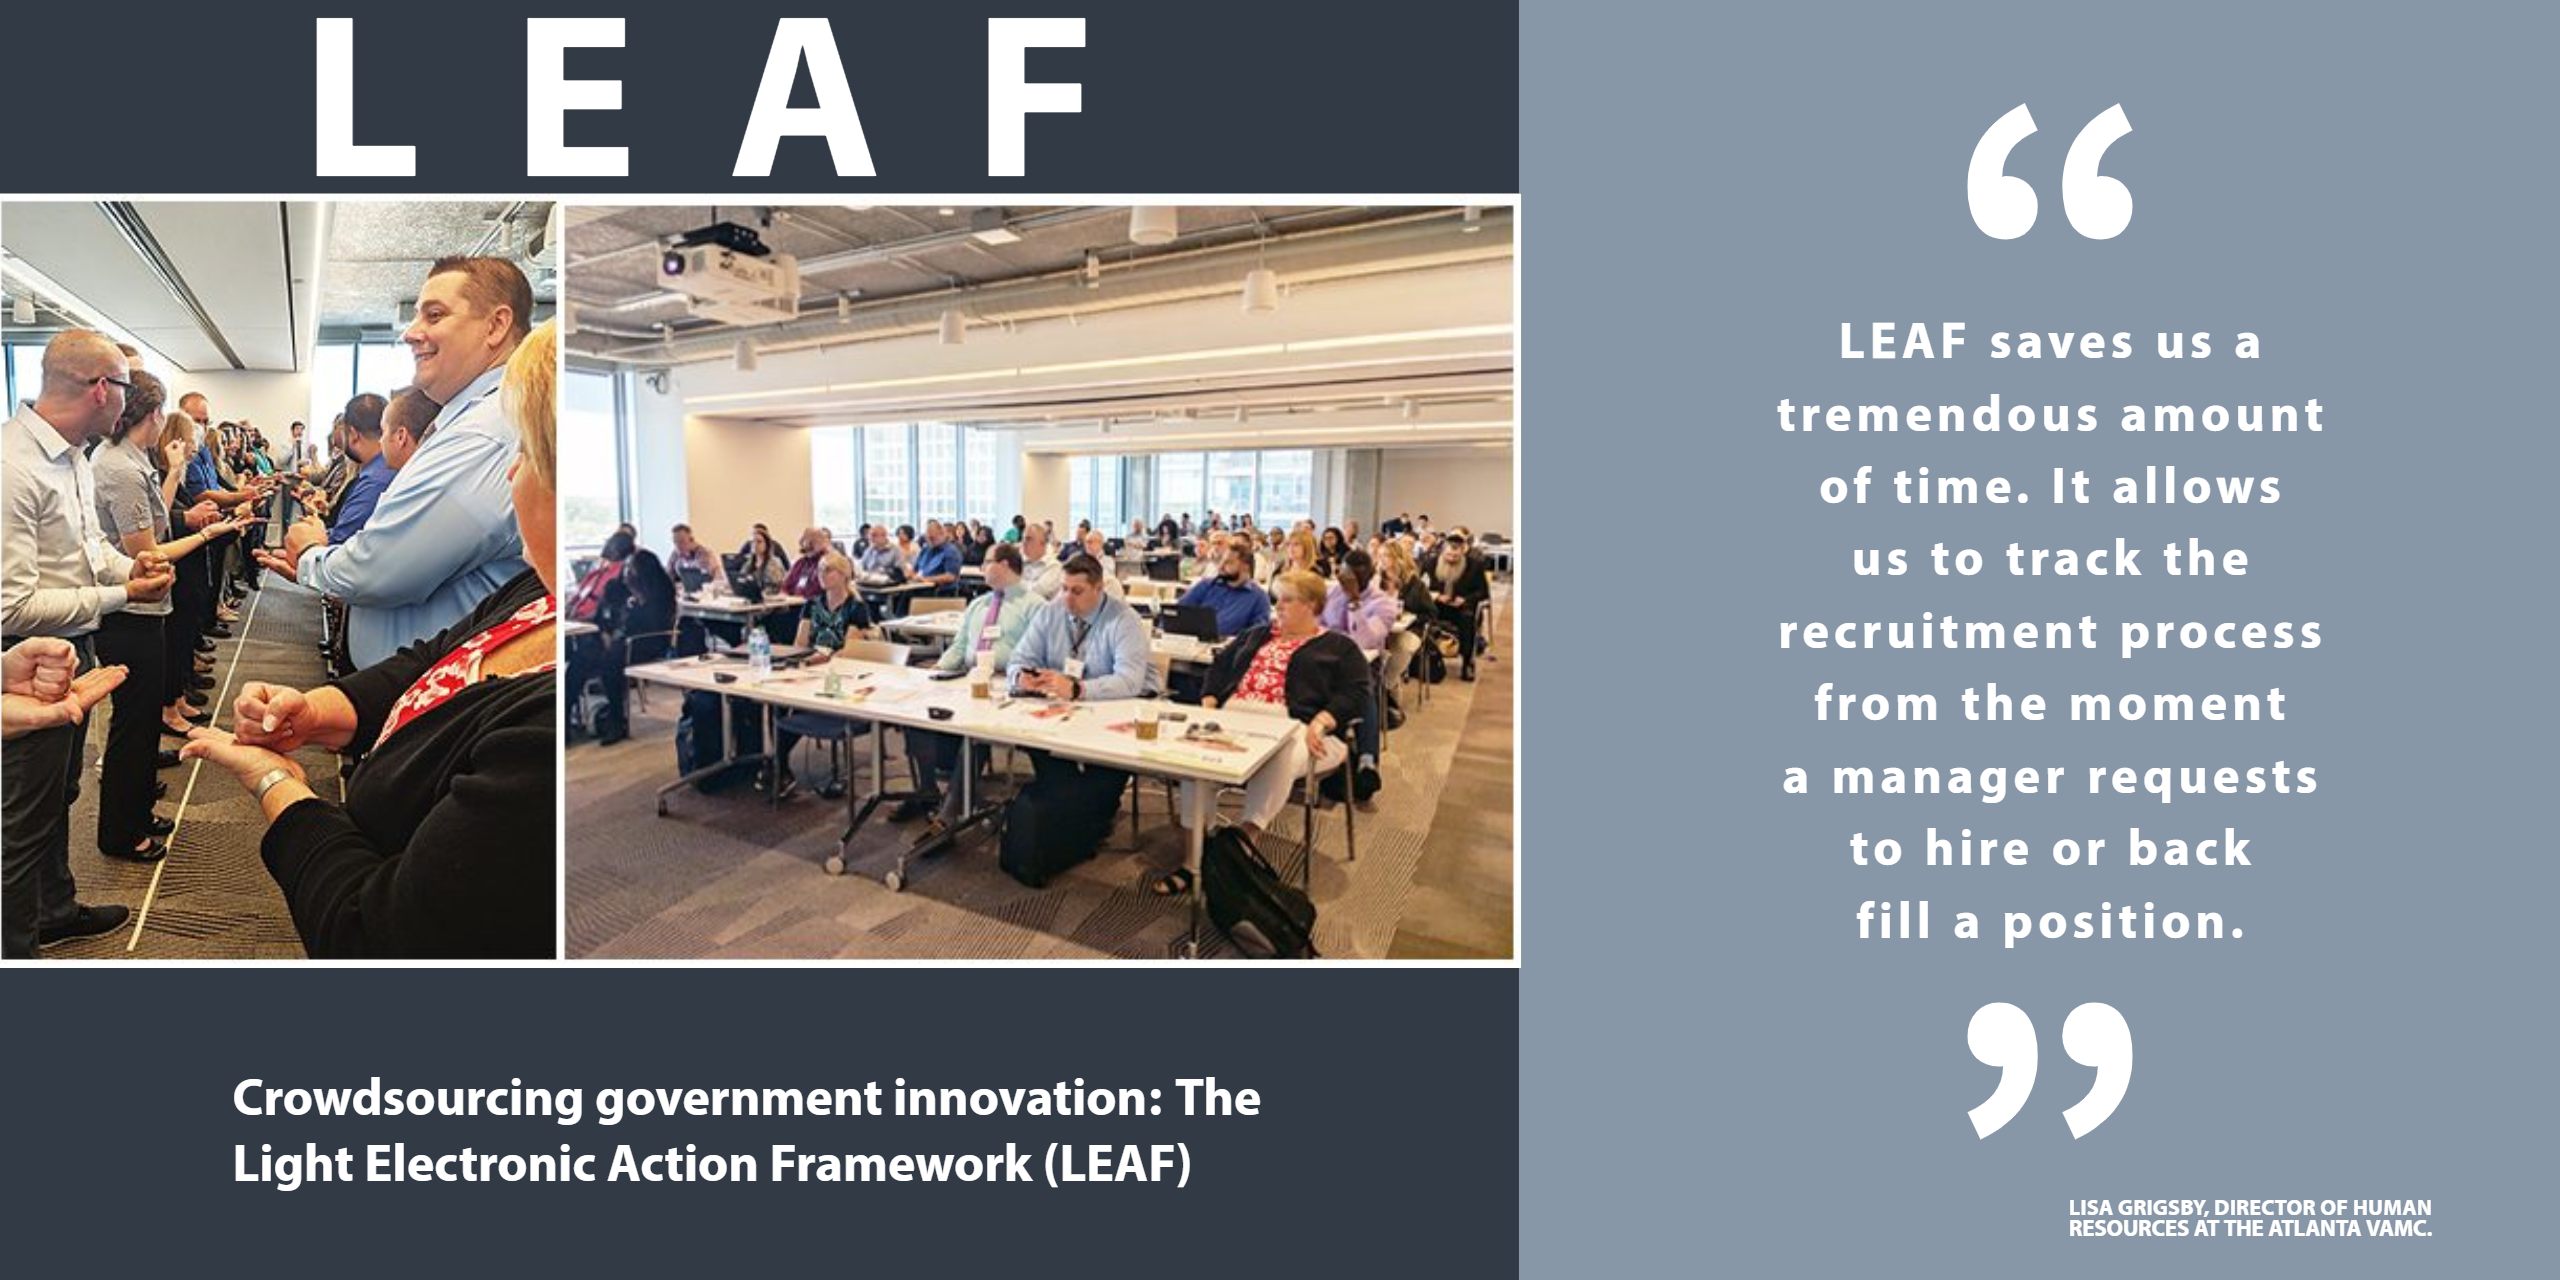 LEAF
Crowdsourcing government innovation: The
Light Electronic Action Framework (LEAF)
“
LEAF saves us a
tremendous amount
of time. It allows
us to track the
recruitment process
from the moment
a manager requests
to hire or back
fill a position.
”
LISA GRIGSBY, DIRECTOR OF HUMAN
RESOURCES AT THE ATLANTA VAMC.